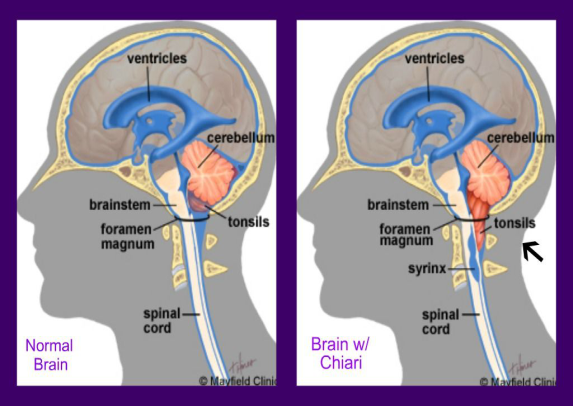 ventricles
cerebellum
brainstem
tonsils
foramen
magnum
spinal
cord
Normal
Brain
© Mayfield Clinic
ventricles
cerebellum
brainstem
foramen
magnum
tonsils
syrinx
spinal
cord
Brain w/
Chiari
© Mayfield Clinic